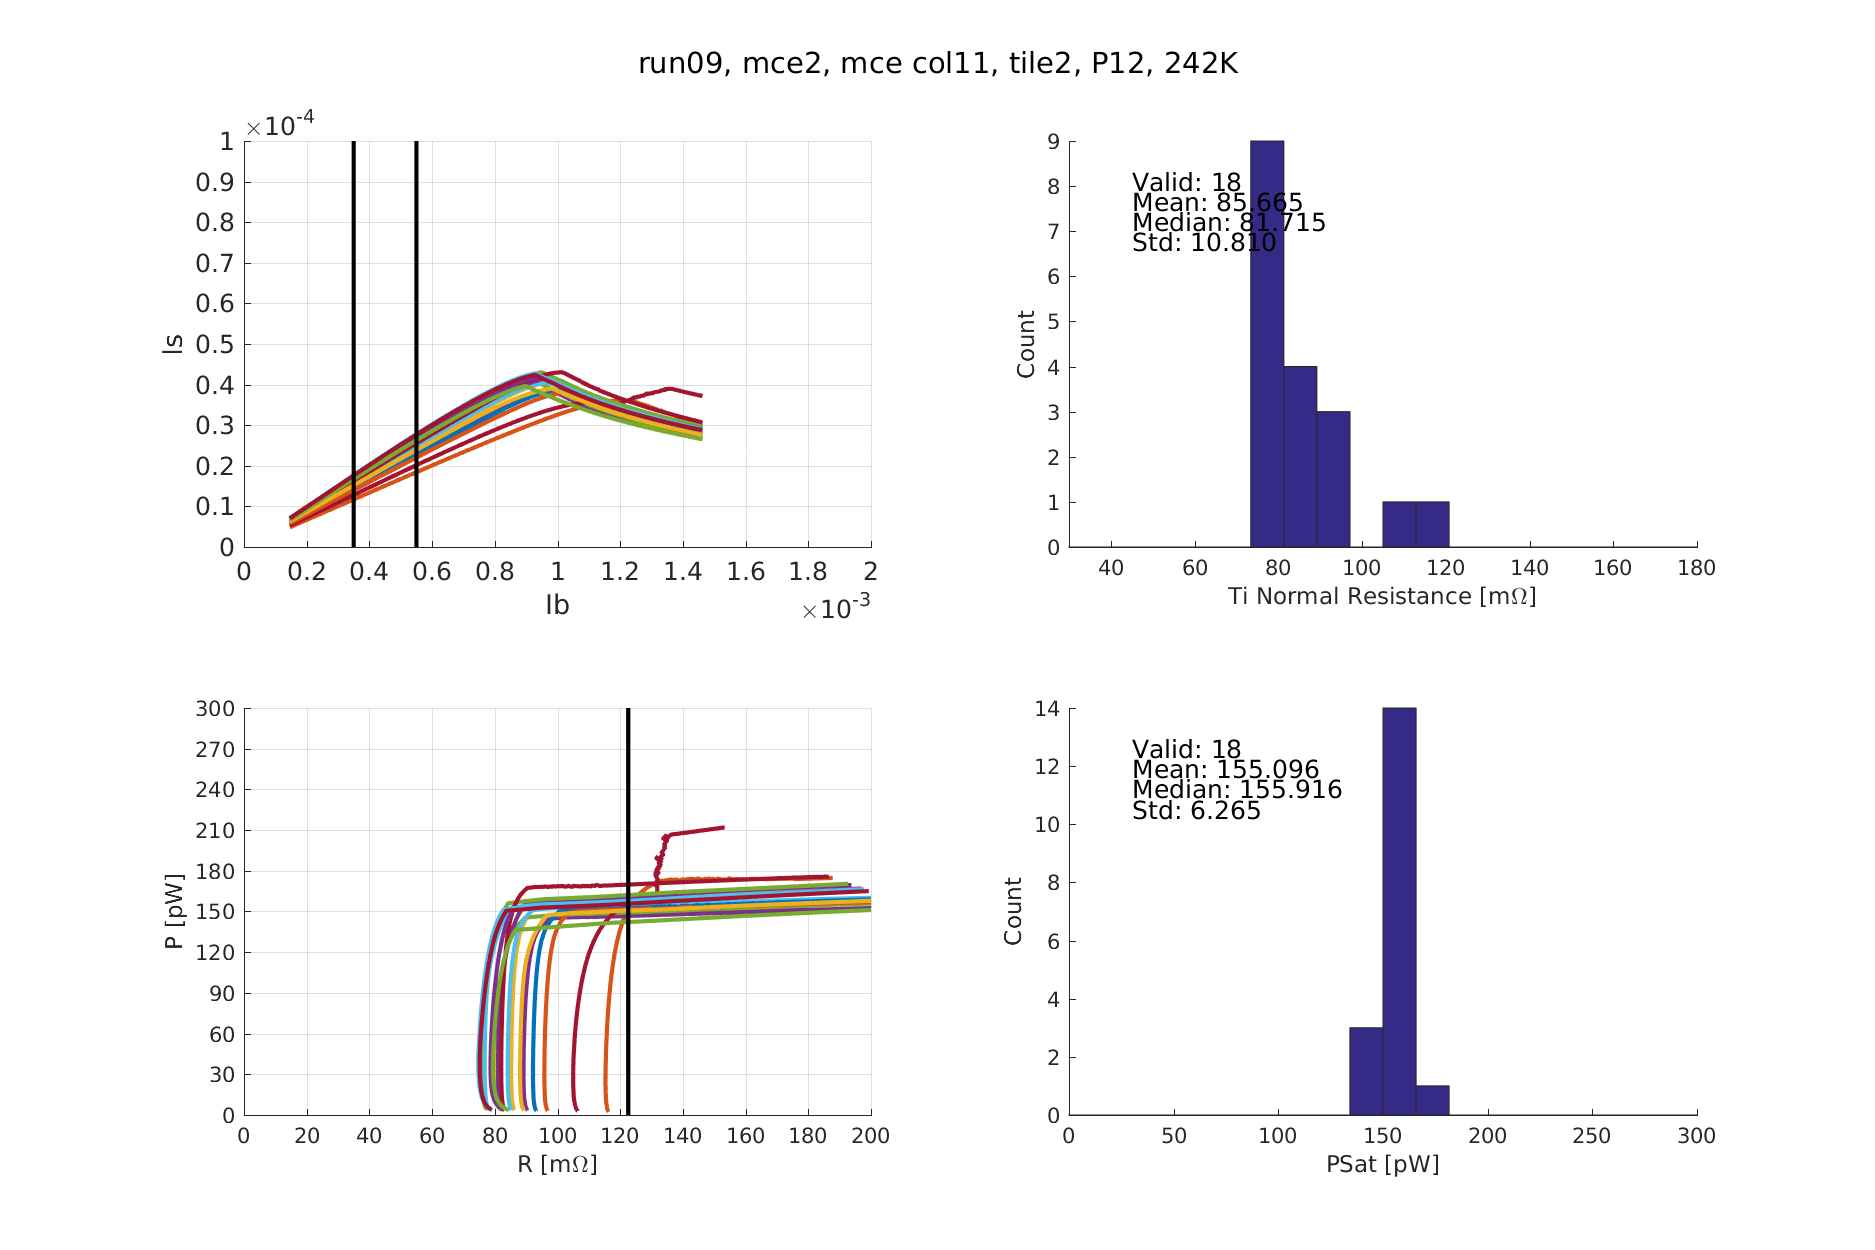 run09, mce2, mce col11, tile2, P12, 242K
×10-4
1
0.9
0.8
0.7
0.6
0.5
0.4
0.3
0.2
0.1
0
Is
0 0.2 0.4 0.6 0.8 1 1.2 1.4 1.6 1.8 2
Ib
×10-3
9
8
7
6
5
4
3
2
1
0
Count
Valid: 18
Mean: 85.665
Median: 81.715
Std: 10.810
40 60 80 100 120 140 160 180
Ti Normal Resistance [mΩ]
300
270
240
210
180
150
120
90
60
30
0
P [pW]
0 20 40 60 80 100 120 140 160 180 200
R [mΩ]
14
12
10
8
6
4
2
0
Count
Valid: 18
Mean: 155.096
Median: 155.916
Std: 6.265
0 50 100 150 200 250 300
PSat [pW]